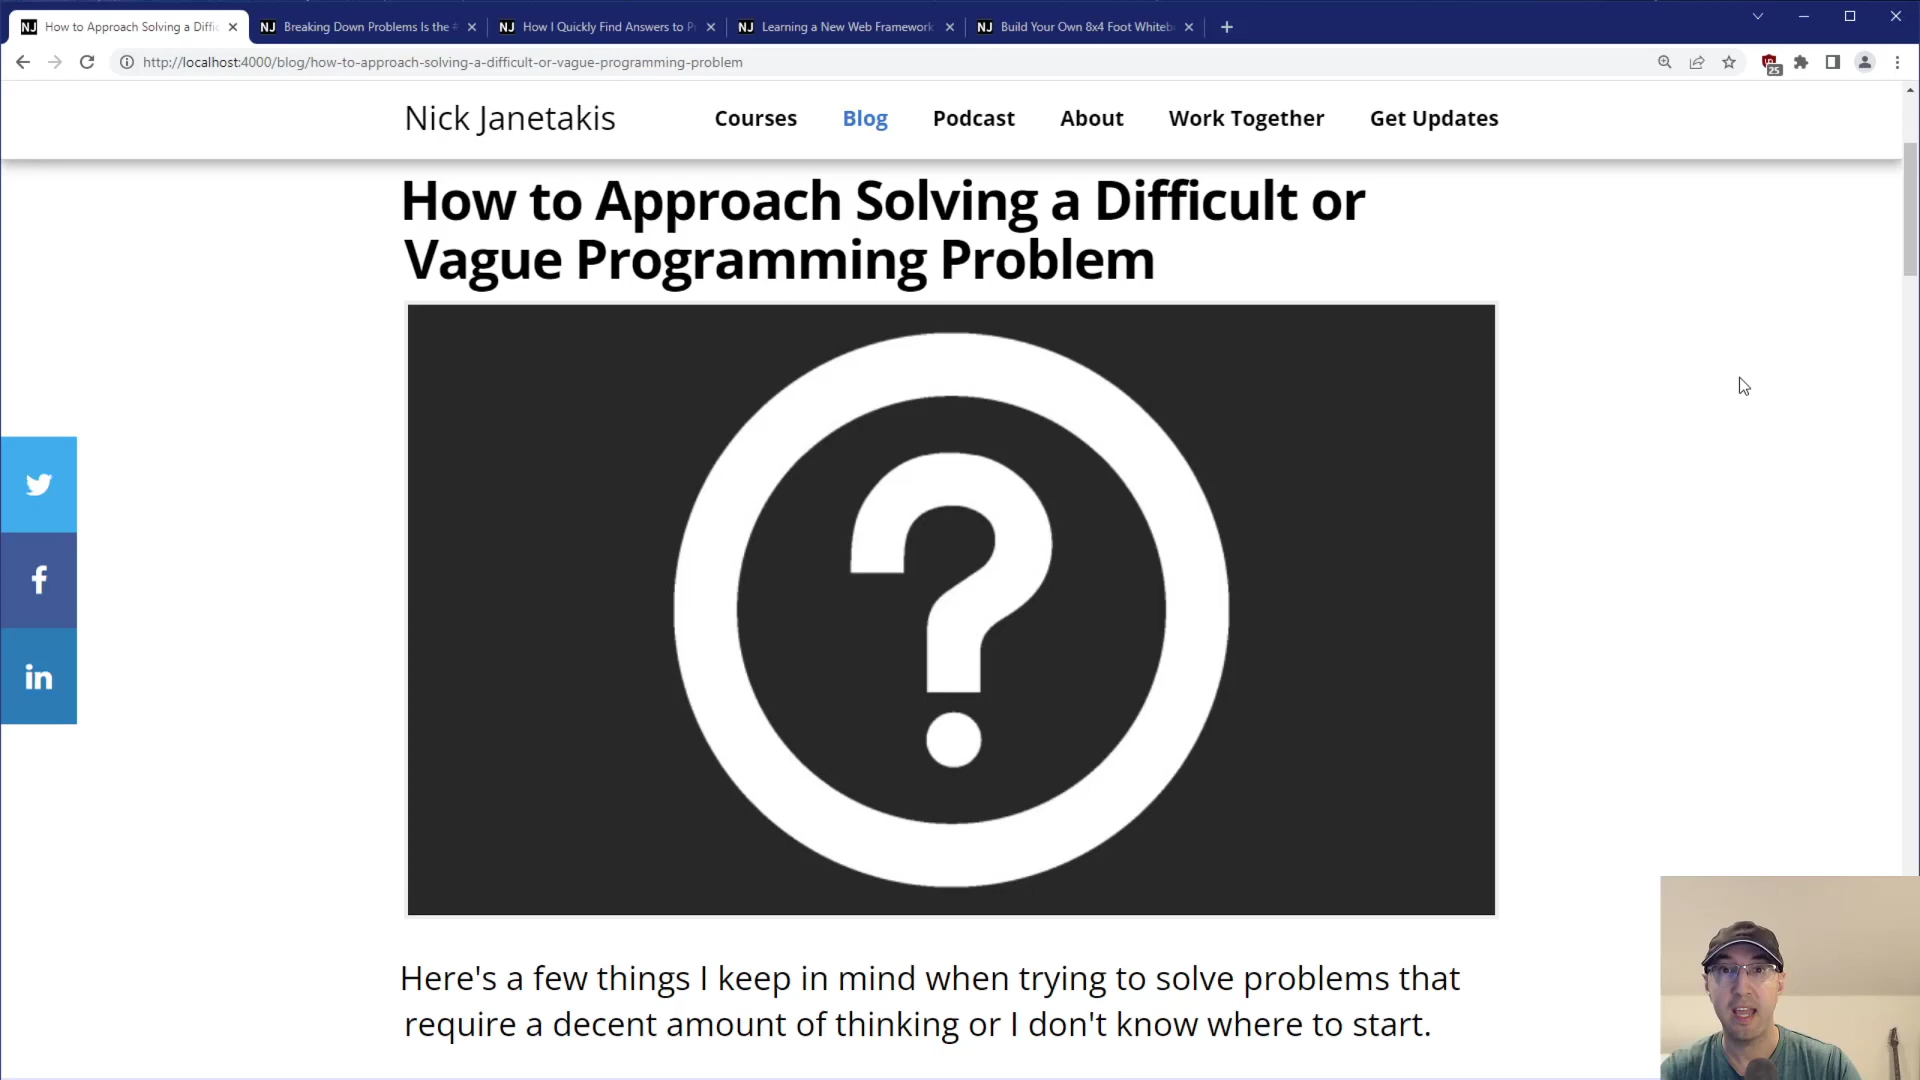 NJ How to Approach Solving a Diffic
NJ Breaking Down Problems Is the #
NJ How I Quickly Find Answers to Pr
NJ Learning a New Web Framework
NJ Build Your Own 8x4 Foot Whiteb
http://localhost:4000/blog/how-to-approach-solving-a-difficult-or-vague-programming-problem
25
Nick Janetakis
Courses
Blog
Podcast
About
Work Together
Get Updates
How to Approach Solving a Difficult or
Vague Programming Problem
?
f
in
Here's a few things I keep in mind when trying to solve problems that
require a decent amount of thinking or I don't know where to start.